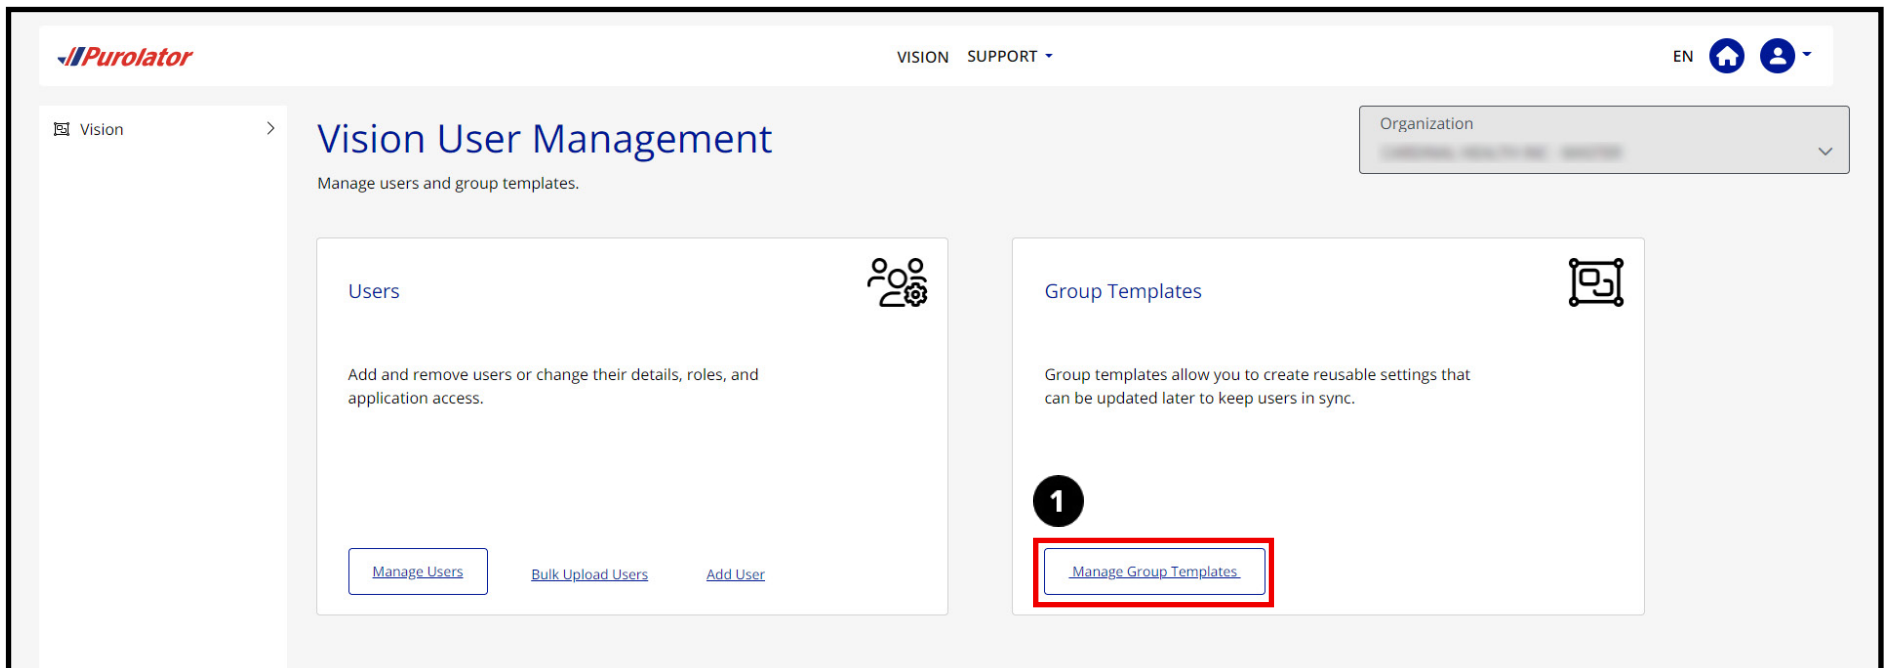 Purolator
VISION SUPPORT
EN
Vision
Vision User Management
Manage users and group templates.
Organization
Users
Add and remove users or change their details, roles, and
application access.
Manage Users
Bulk Upload Users
Add User
Group Templates
Group templates allow you to create reusable settings that
can be updated later to keep users in sync.
1
Manage Group Templates